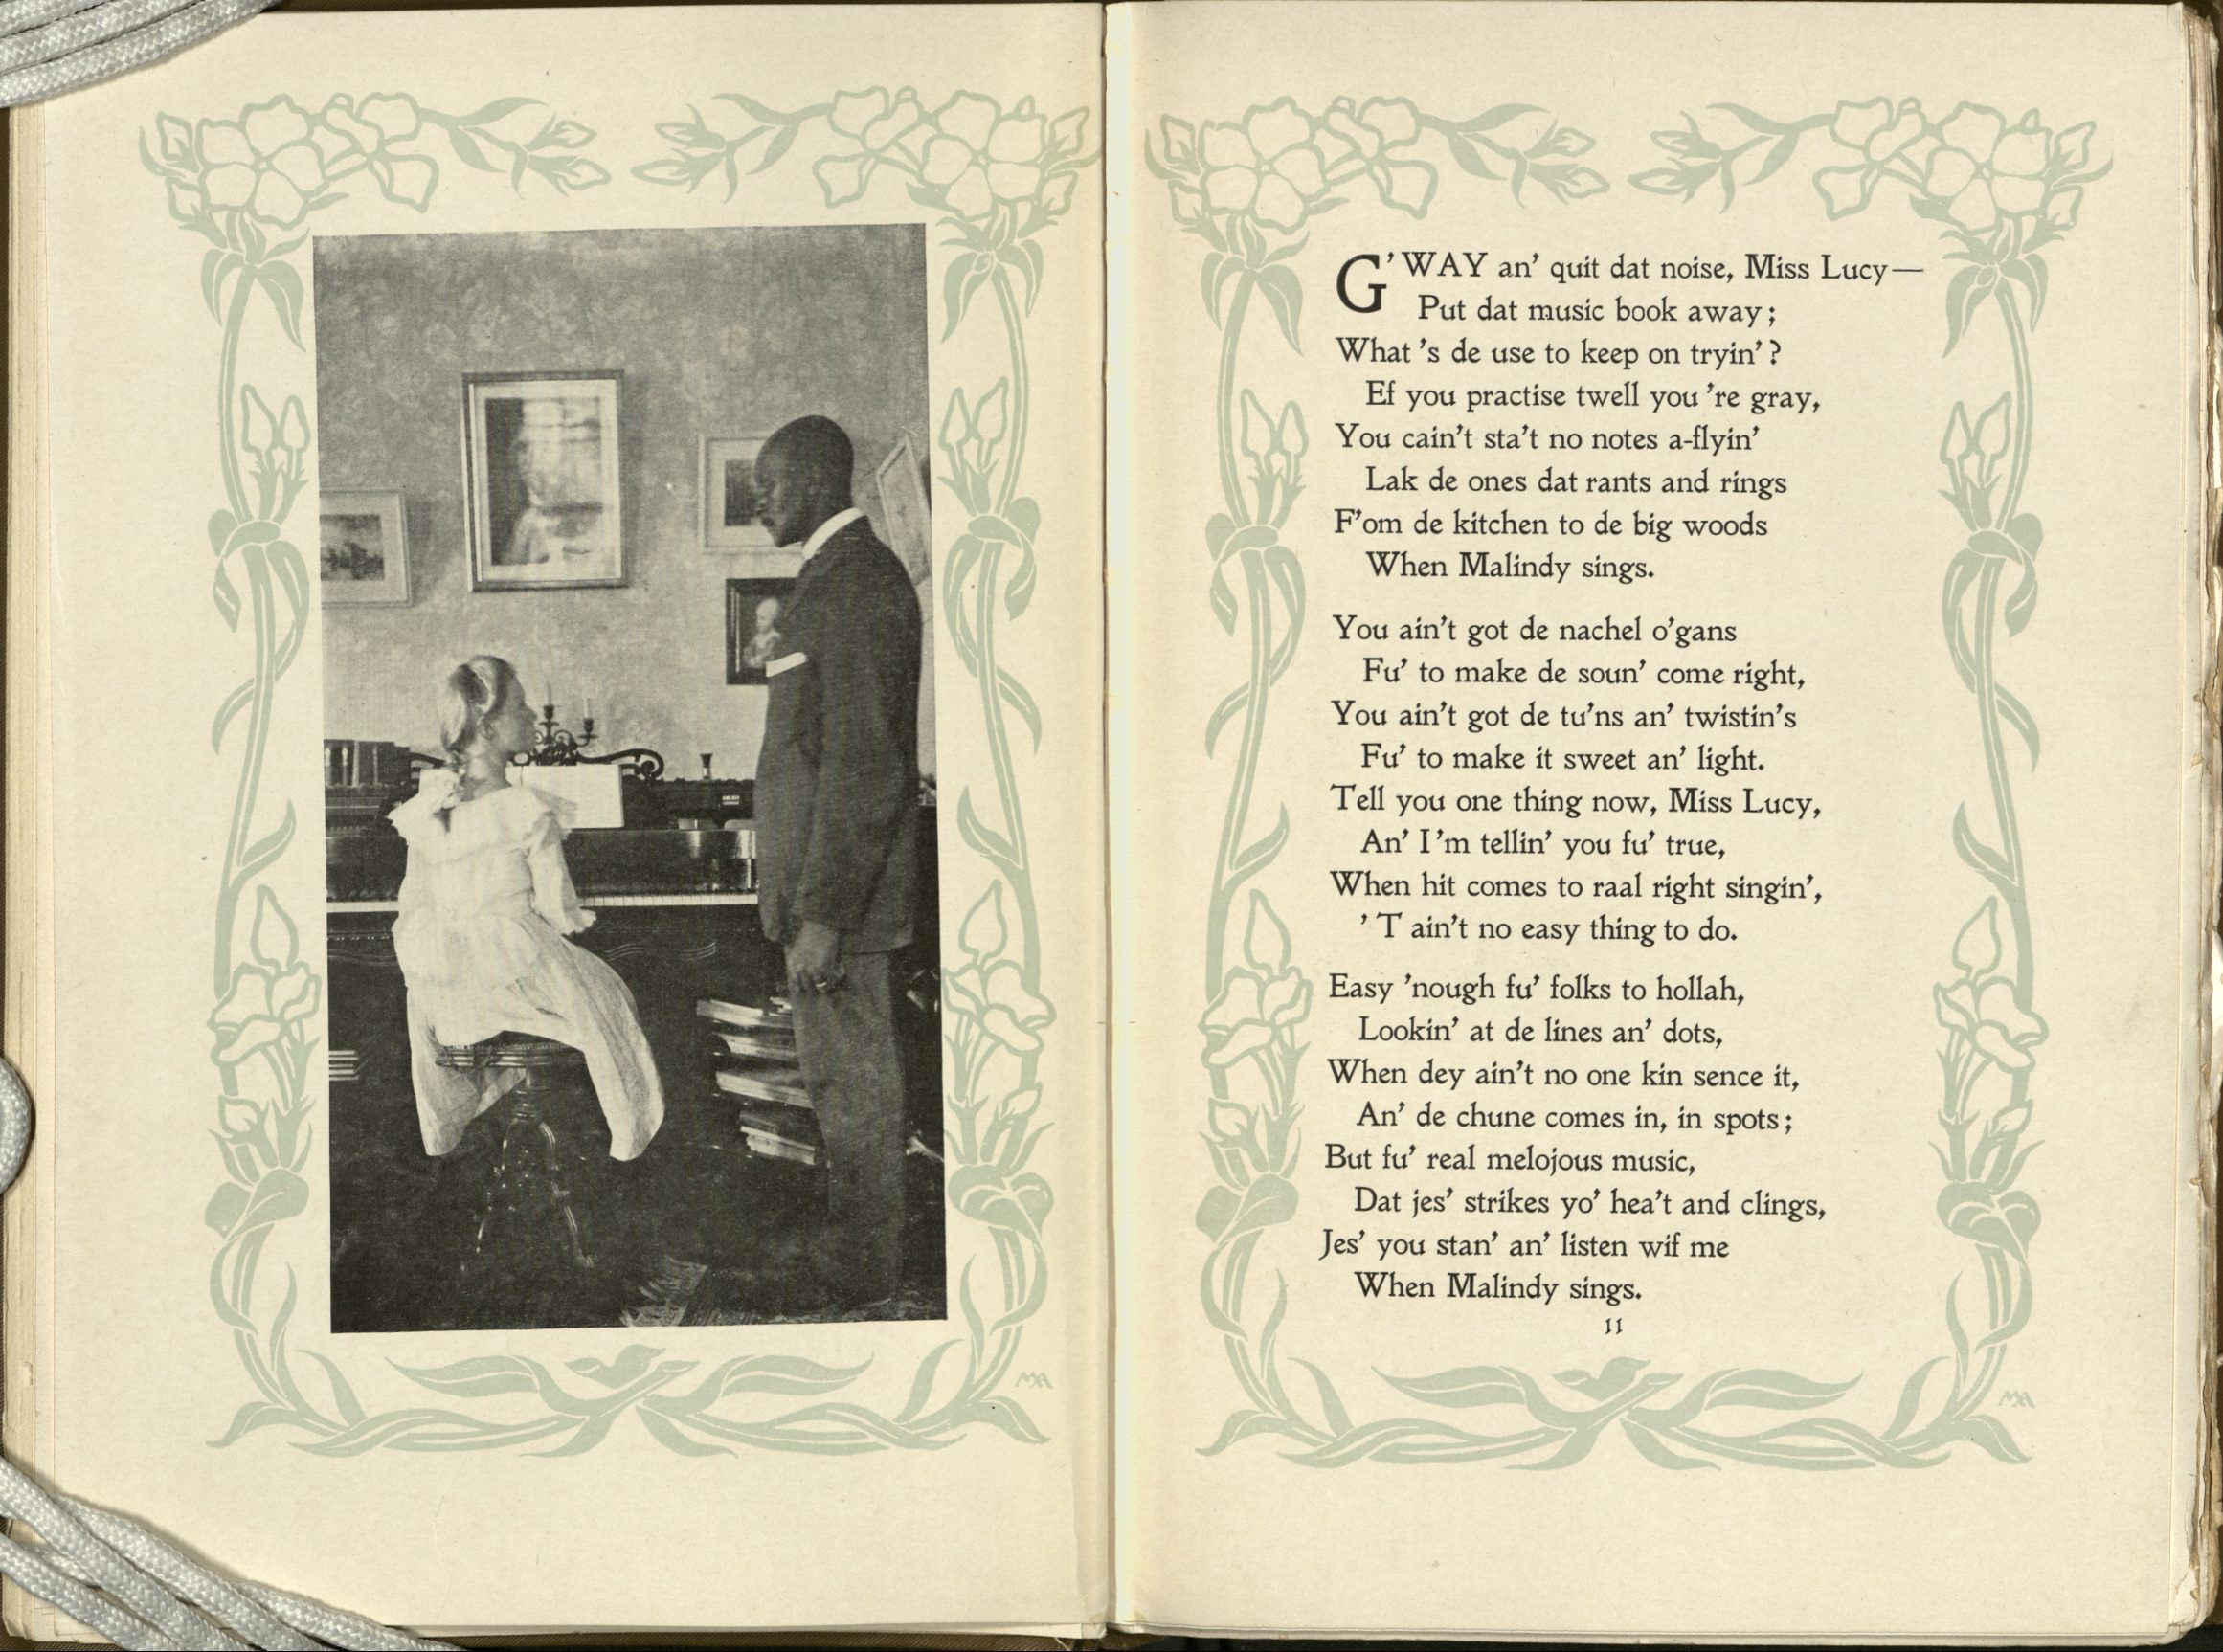 MA
G'WAY an' quit dat noise, Miss Lucy—
Put dat music book away;
What 's de use to keep on tryin'?
Ef you practise twell you 're gray,
You cain't sta't no notes a-flyin'
Lak de ones dat rants and rings
F'om de kitchen to de big woods
When Malindy sings.
You ain't got de nachel o'gans
Fu' to make de soun' come right,
You ain't got de tu'ns an' twistin's
Fu' to make it sweet an' light.
Tell you one thing now, Miss Lucy,
An' I 'm tellin' you fu' true,
When hit comes to raal right singin',
'T ain't no easy thing to do.
Easy 'nough fu' folks to hollah,
Lookin' at de lines an' dots,
When dey ain't no one kin sence it,
An' de chune comes in, in spots;
But fu' real melojous music,
Dat jes' strikes yo' hea't and clings,
Jes' you stan' an' listen wif me
When Malindy sings.
11
MA